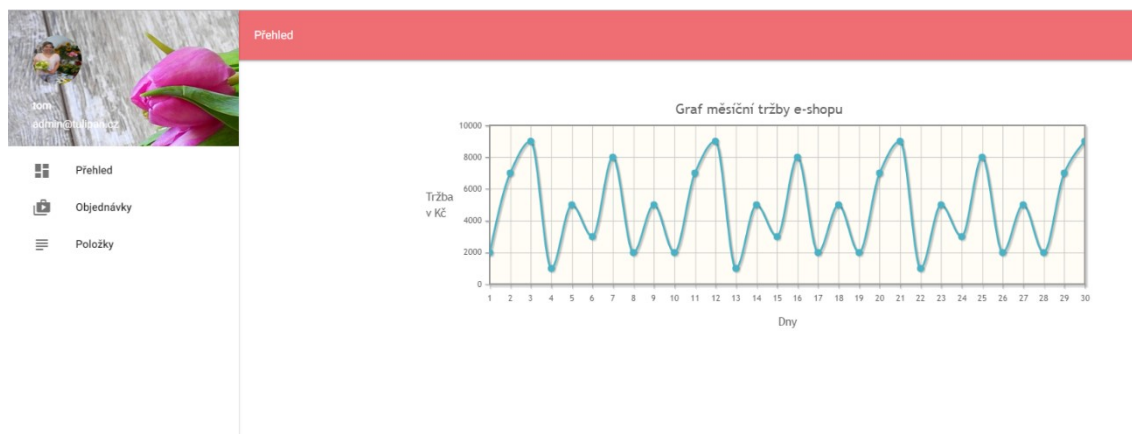 Přehled
tom
admin@tulipan.cz
Přehled
Objednávky
Položky
Graf měsíční tržby e-shopu
Tržba
v Kč
10000
8000
6000
4000
2000
0
1 2 3 4 5 6 7 8 9 10 11 12 13 14 15 16 17 18 19 20 21 22 23 24 25 26 27 28 29 30
Dny